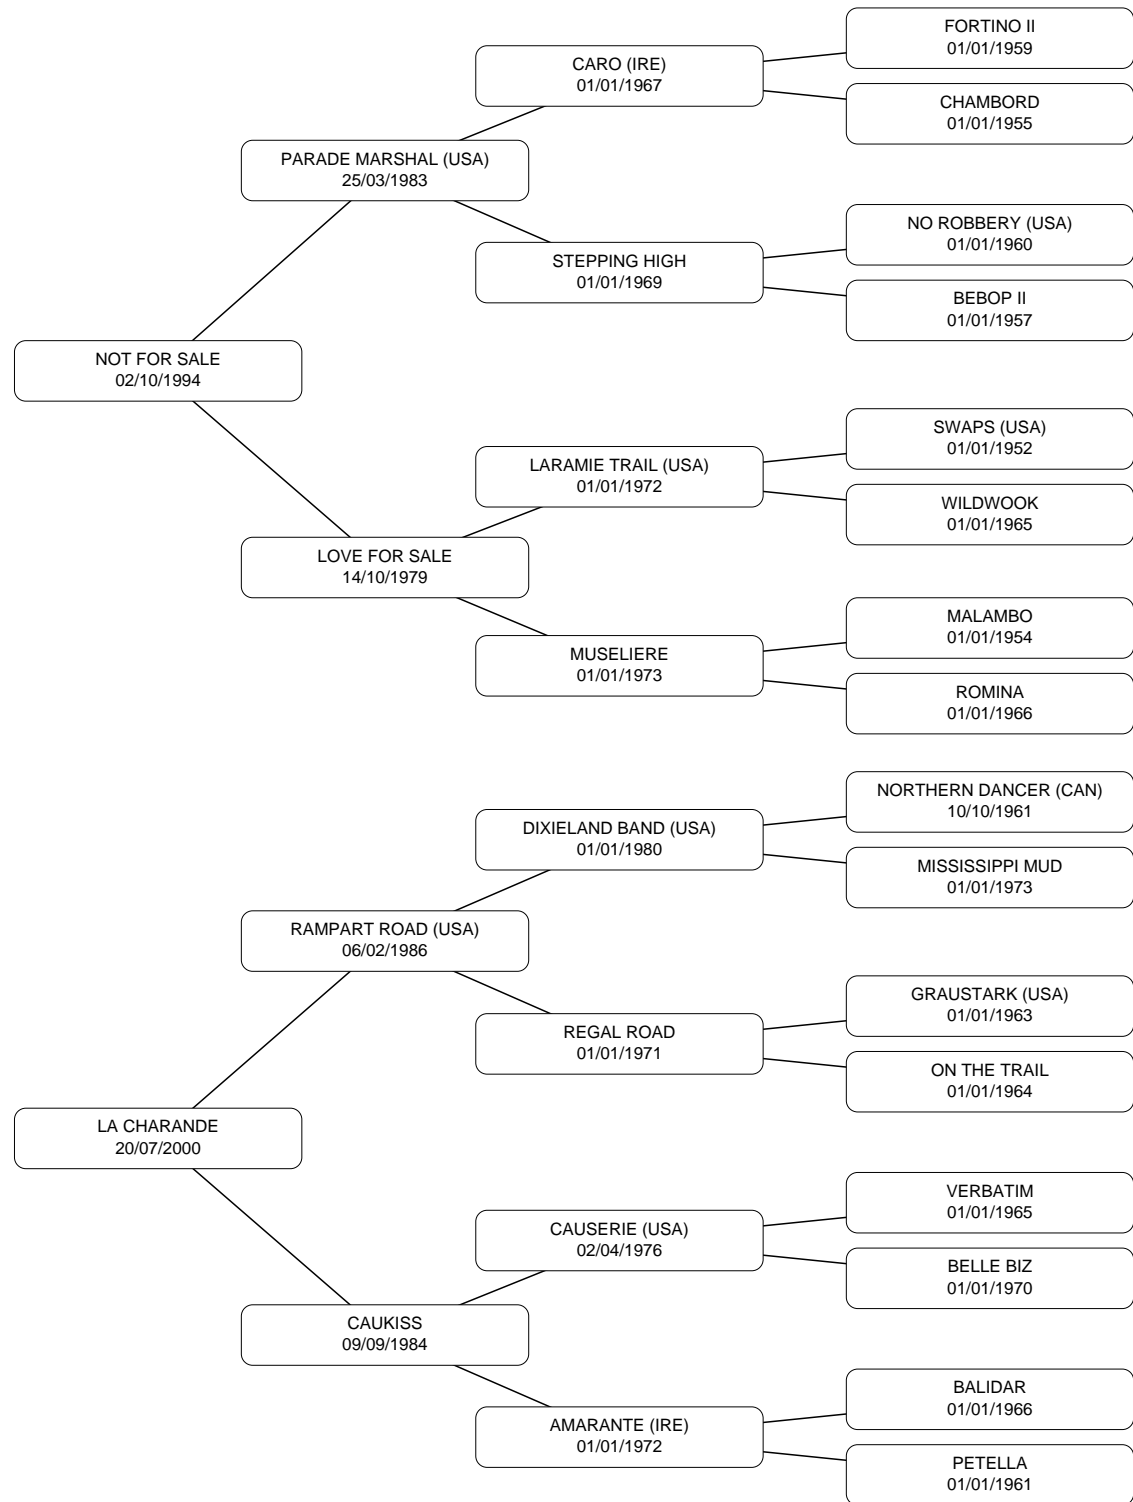 FORTINO II
01/01/1959
CARO (IRE)
01/01/1967
CHAMBORD
01/01/1955
PARADE MARSHAL (USA)
25/03/1983
NO ROBBERY (USA)
01/01/1960
STEPPING HIGH
01/01/1969
BEBOP II
01/01/1957
NOT FOR SALE
02/10/1994
SWAPS (USA)
01/01/1952
LARAMIE TRAIL (USA)
01/01/1972
WILDWOOK
01/01/1965
LOVE FOR SALE
14/10/1979
MALAMBO
01/01/1954
MUSELIERE
01/01/1973
ROMINA
01/01/1966
NORTHERN DANCER (CAN)
10/10/1961
DIXIELAND BAND (USA)
01/01/1980
MISSISSIPPI MUD
01/01/1973
RAMPART ROAD (USA)
06/02/1986
GRAUSTARK (USA)
01/01/1963
REGAL ROAD
01/01/1971
ON THE TRAIL
01/01/1964
LA CHARANDE
20/07/2000
VERBATIM
01/01/1965
CAUSERIE (USA)
02/04/1976
BELLE BIZ
01/01/1970
CAUKISS
09/09/1984
BALIDAR
01/01/1966
AMARANTE (IRE)
01/01/1972
PETELLA
01/01/1961